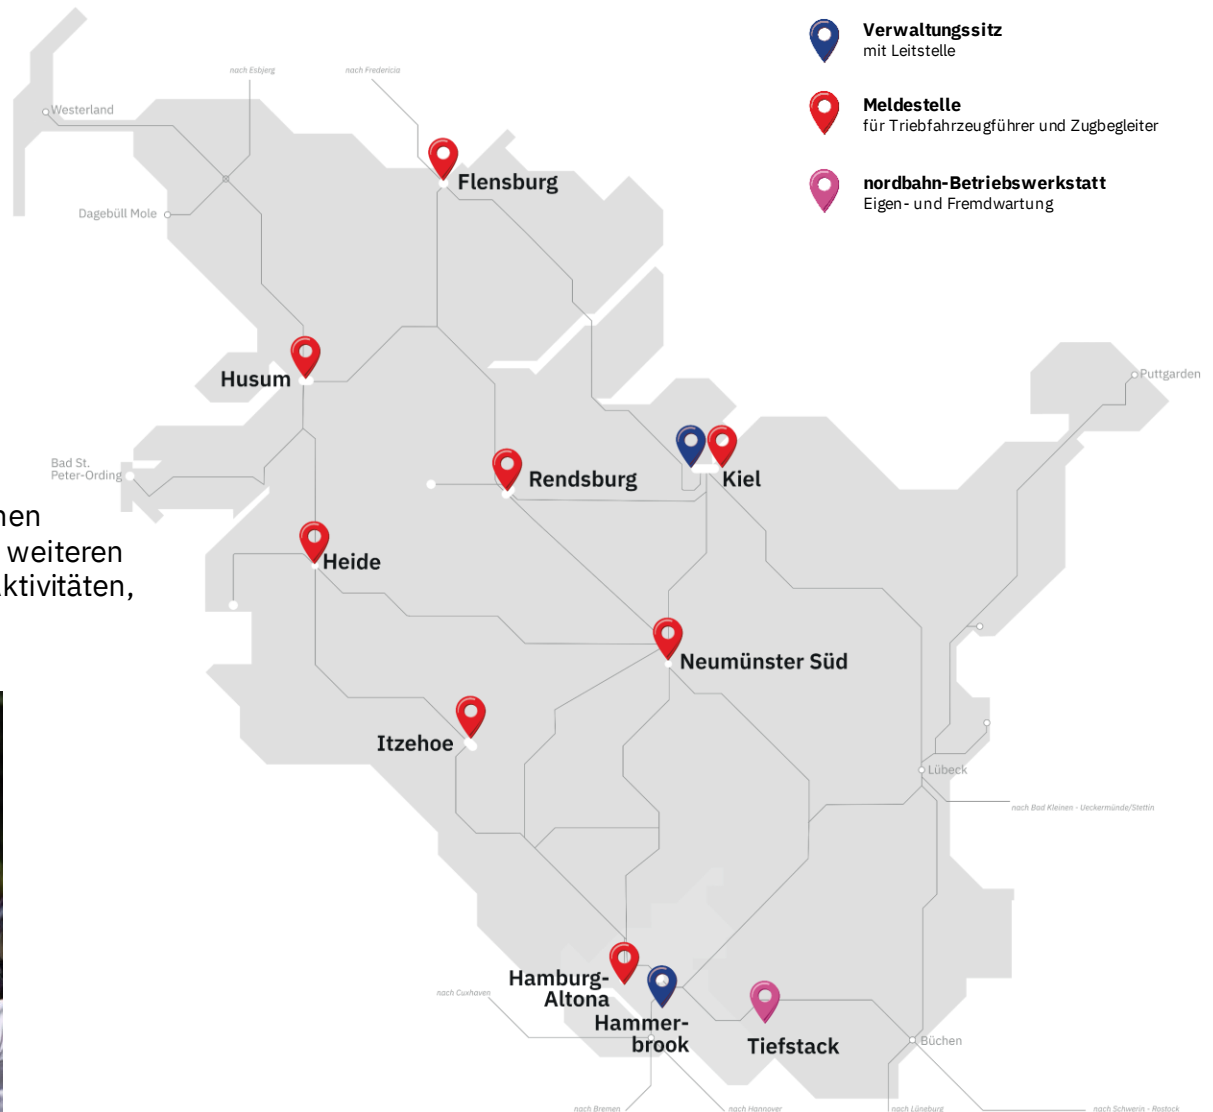 Verwaltungssitz
mit Leitstelle
Meldestelle
für Triebfahrzeugführer und Zugbegleiter
nordbahn-Betriebswerkstatt
Eigen- und Fremdwartung
nach Esbjerg
nach Fredericia
Westerland
Flensburg
Dagebüll Mole
Husum
Puttgarden
Bad St.
Peter-Ording
Rendsburg
Kiel
weiteren
Heide
Neumünster Süd
Itzehoe
Lübeck
nach Bad Kleinen - Ueckermünde/Stettin
Hamburg-
Altona
nach Cuxhaven
Hammer-
brook
Tiefstack
Büchen
nach Bremen
nach Hannover
nach Lüneburg
nach Schwerin - Rostock